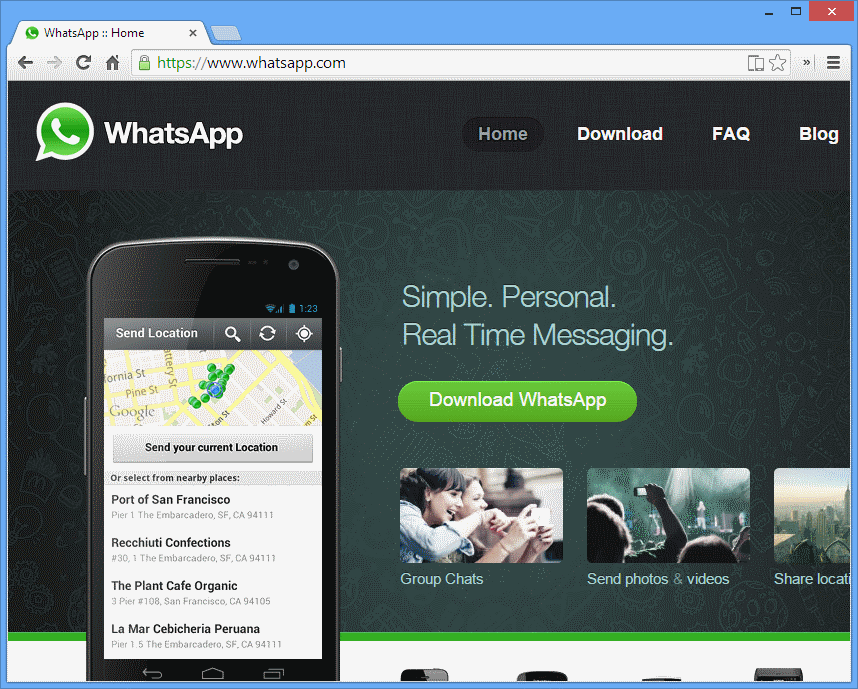 WhatsApp :: Home
https://www.whatsapp.com
WhatsApp
Home
Download
FAQ
Blog
1:23
Send Location
ornia St
Pine St
Battery St
Google
Howard St
Send your current Location
Or select from nearby places:
Port of San Francisco
Pier 1 The Embarcadero, SF, CA 94111
Recchiuti Confections
#30, 1 The Embarcadero, SF, CA 94111
The Plant Cafe Organic
3 Pier #108, San Francisco, CA 94105
La Mar Cebicheria Peruana
Pier 1.5 The Embarcadero, SF, CA 94111
Simple. Personal.
Real Time Messaging.
Download WhatsApp
Group Chats
Send photos & videos
Share locati